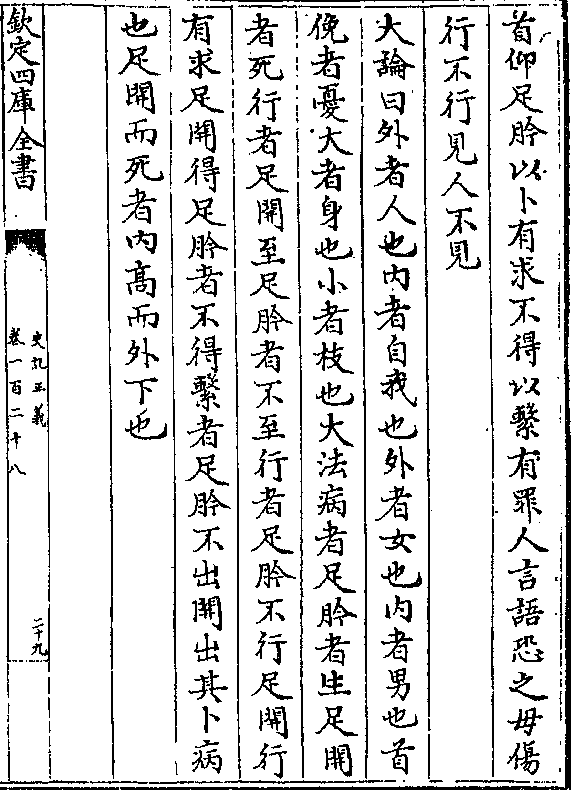 首仰足肣以卜有求不得以繫有罪人言語恐之毋傷
行不行見人不見
大論曰外者人也内者自我也外者女也内者男也首
俛者憂大者身也小者枝也大法病者足肣者生足開
者死行者足開至足肣者不至行者足肣不行足開行
有求足開得足肣者不得繫者足肣不出開出其卜病
也足開而死者内髙而外下也
欽定四庫全書
史記正義
卷一百二十八
二十九